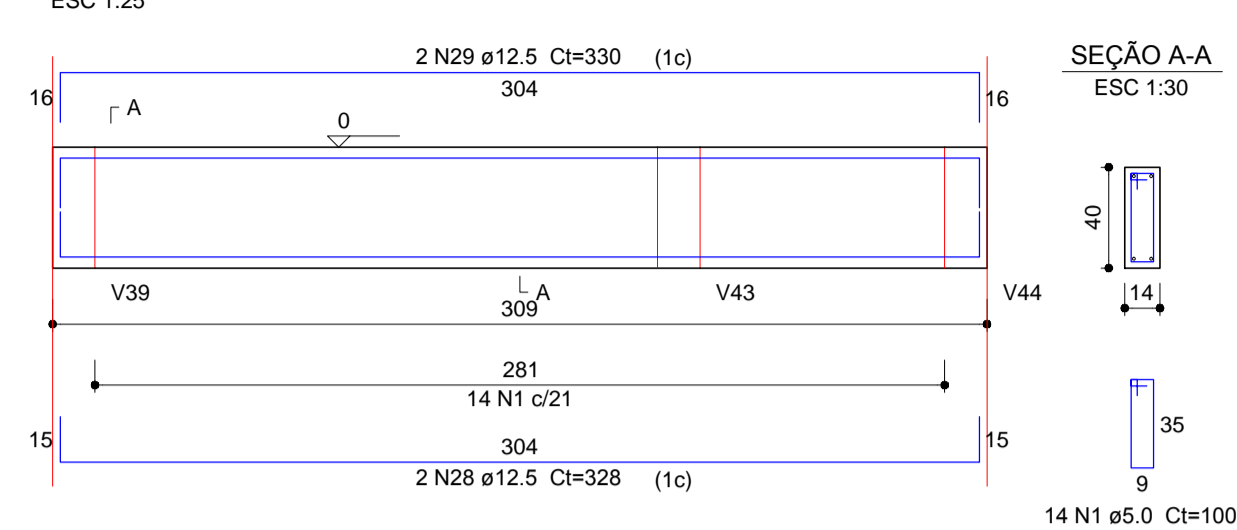 ESC 1:25
2 N29 ø12.5 Ct=330 (1c)
304
16
16
A
0
V39
A
V43
V44
309
281
14 N1 c/21
15
304
15
2 N28 ø12.5 Ct=328 (1c)
SEÇÃO A-A
ESC 1:30
40
14
35
9
14 N1 ø5.0 Ct=100